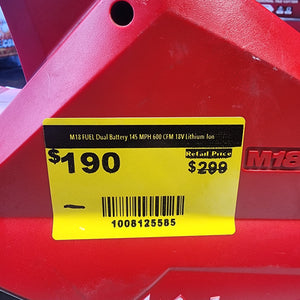 M18 FUEL Dual Battery 145 MPH 600 CFM 18V Lithium Ion
$190
Retail Price
$299
1008125585
M18